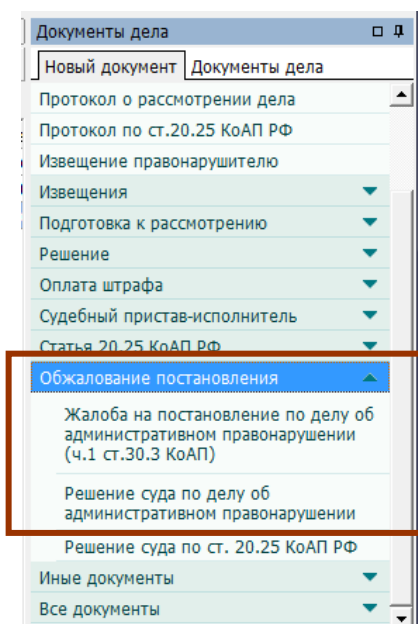 Документы дела
Новый документ Документы дела
Протокол о рассмотрении дела
Протокол по ст.20.25 КоАП РФ
Извещение правонарушителю
Извещения
Подготовка к рассмотрению
Решение
Оплата штрафа
Судебный пристав-исполнитель
Статья 20.25 КоАП РФ
Обжалование постановления
Жалоба на постановление по делу об
административном правонарушении
(ч.1 ст.30.3 КоАП)
Решение суда по делу об
административном правонарушении
Решение суда по ст. 20.25 КоАП РФ
Иные документы
Все документы